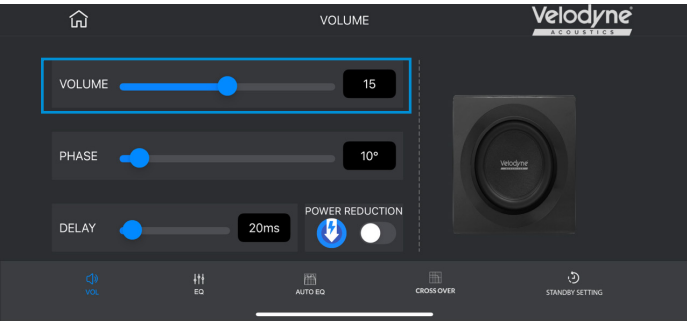 VOLUME
Velodyne
ACOUSTICS
VOLUME
15
PHASE
10°
DELAY
20ms
POWER REDUCTION
Velodyne
VOL
EQ
AUTO EQ
CROSS OVER
STANDBY SETTING